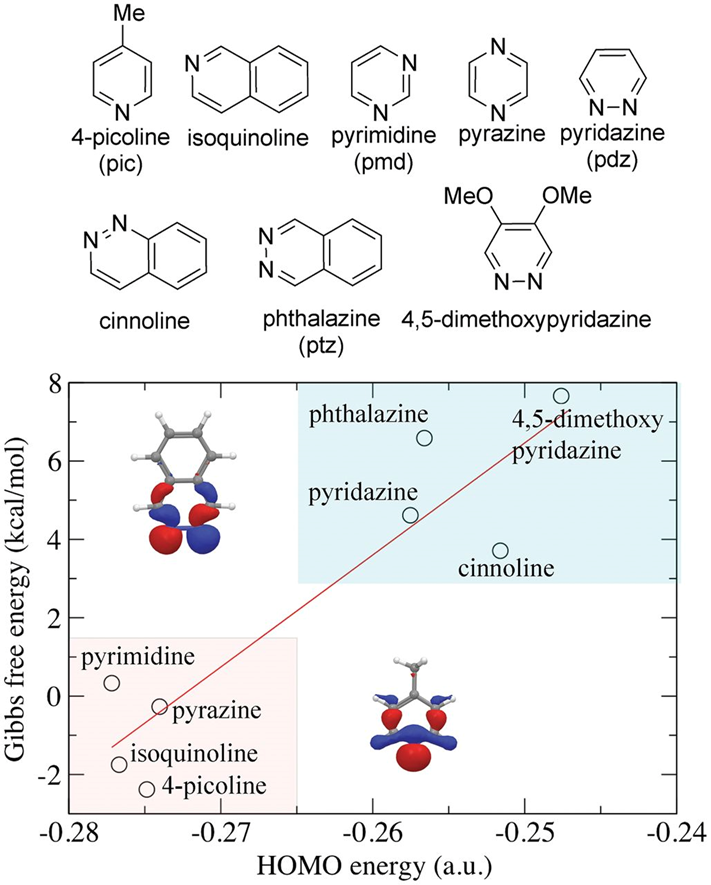 Me
N
4-picoline
(pic)
N
isoquinoline
N
N
pyrimidine
(pmd)
N
N
pyrazine
N N
pyridazine
(pdz)
N
N
cinnoline
N
N
phthalazine
(ptz)
MeO OMe
N N
4,5-dimethoxypyridazine
Gibbs free energy (kcal/mol)
8
6
4
2
0
-2
phthalazine
4,5-dimethoxy
pyridazine
pyridazine
cinnoline
pyrimidine
pyrazine
isoquinoline
4-picoline
-0.28 -0.27 -0.26 -0.25 -0.24
HOMO energy (a.u.)